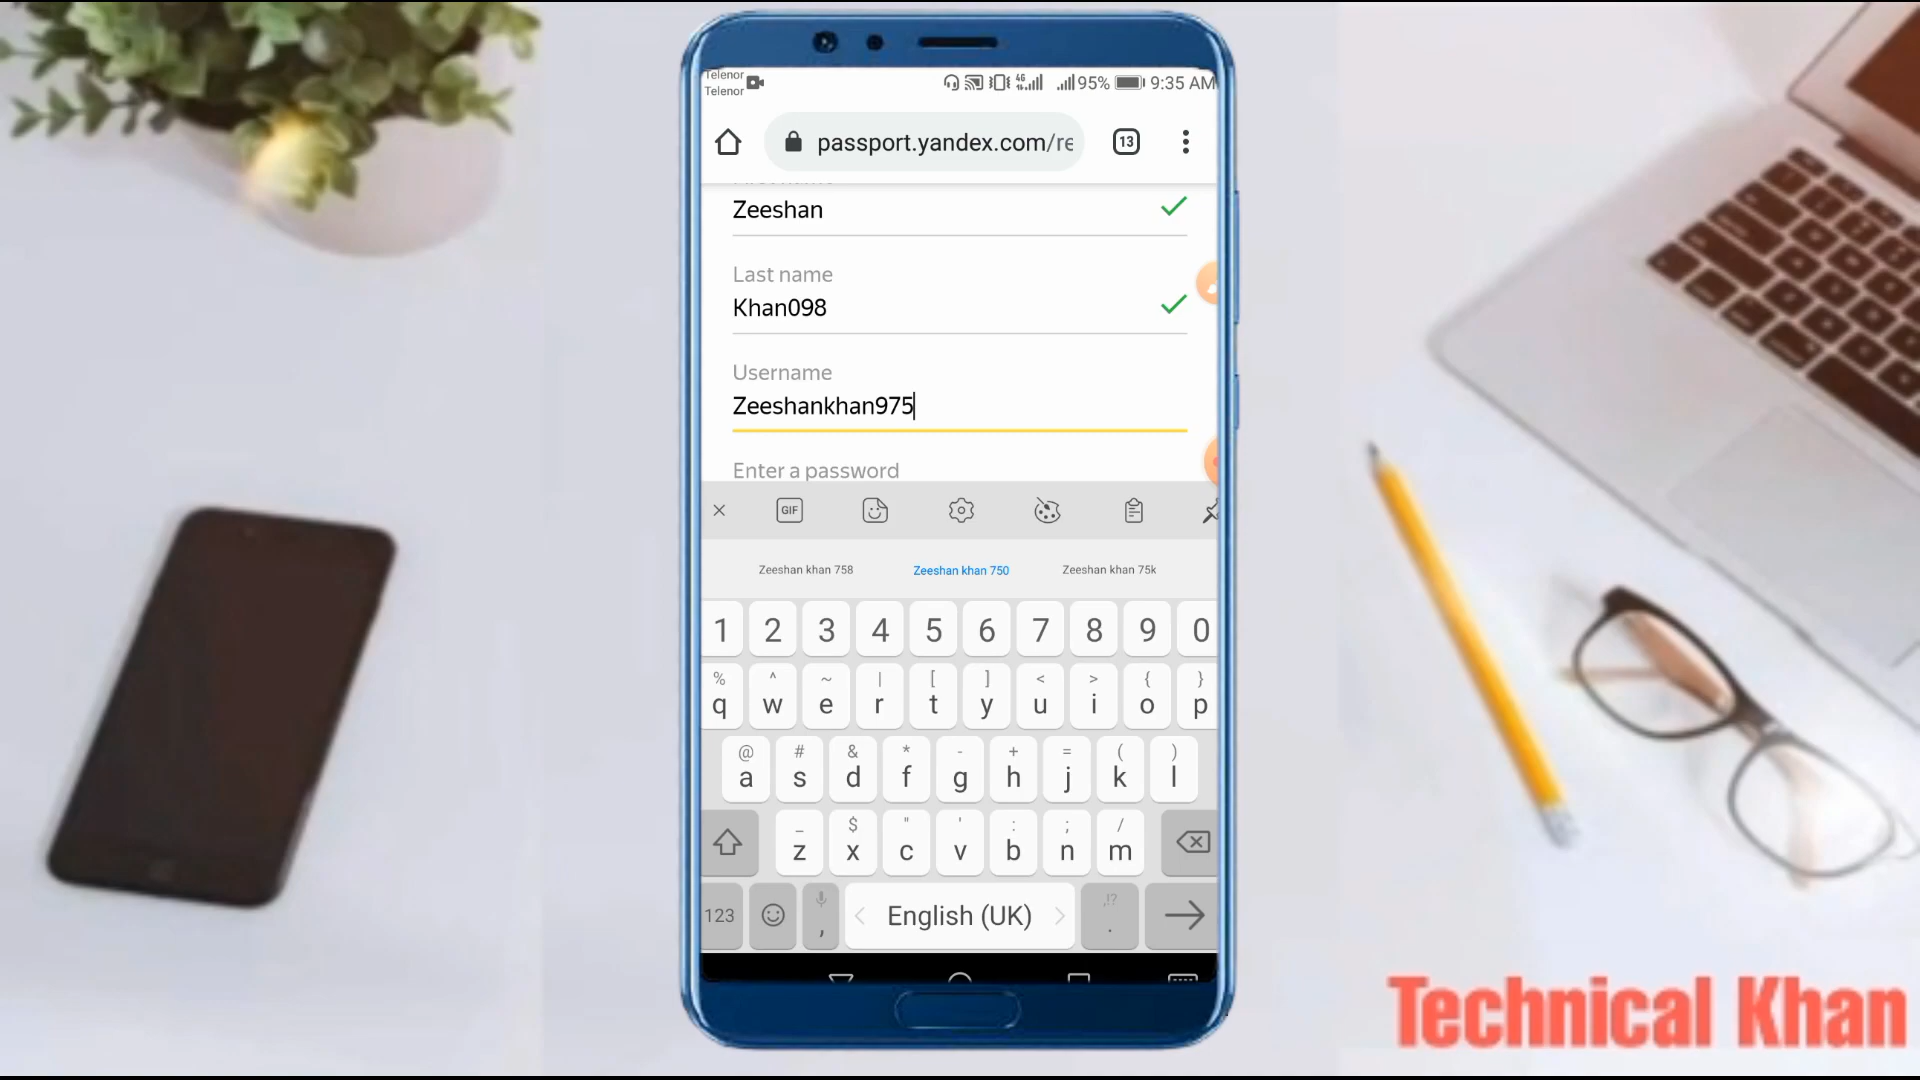 Telenor
Telenor
4G
95%
9:35 AM
passport.yandex.com/re
13
Zeeshan
Last name
Khan098
Username
Zeeshankhan975
Enter a password
GIF
Zeeshan khan 758
Zeeshan khan 750
Zeeshan khan 75k
1 2 3 4 5 6 7 8 9 0
% ^ ~ | [ ] < > { }
q w e r t y u i o p
@ # & * - + = ( )
a s d f g h j k l
_ $ " ' : ; /
z x c v b n m
,!?
123 , < English (UK) > .
Technical Khan